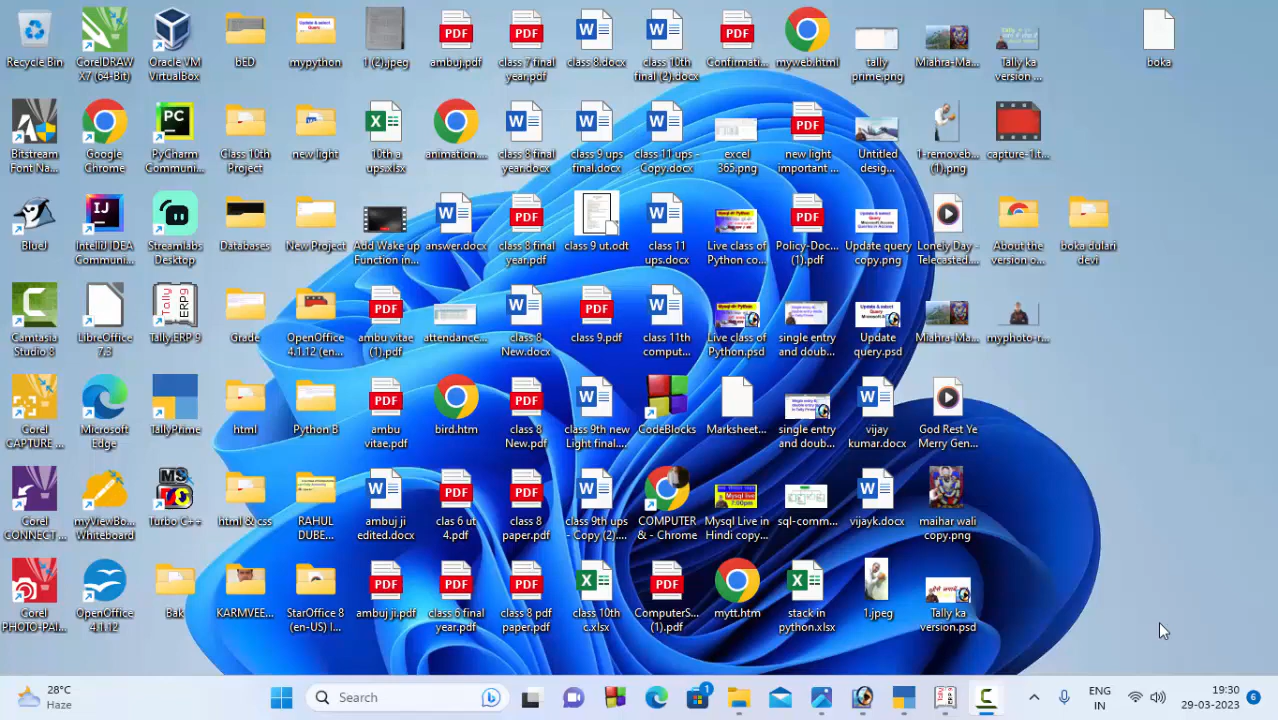 Recycle Bin
CorelDRAW
X7 (64-Bit)
Oracle VM
VirtualBox
bED
mypython
1 (2).jpeg
ambuj.pdf
class 7 final
year.pdf
class 8.docx
class 10th
final (2).docx
Confirmati...
myweb.html
tally
prime.png
Miahra-Ma...
Tally ka
version ...
boka
Bitstream
Font Na...
Google
Chrome
PyCharm
Communi...
Class 10th
Project
new light
10th a
ups.xlsx
animation....
class 8 final
year.docx
class 9 ups
final.docx
class 11 ups -
Copy.docx
excel
365.png
new light
important ...
Untitled
desig...
1-removeb...
(1).png
capture-1.t...
BlueJ
IntelliJ IDEA
Communi...
Streamlabs
Desktop
Databases
New Project
Add Wake up
Function in...
answer.docx
class 8 final
year.pdf
class 9 ut.odt
class 11
ups.docx
Live class of
Python co...
Policy-Doc...
(1).pdf
Update query
copy.png
Lonely Day -
Telecasted....
About the
version o...
boka dulari
devi
Camtasia
Studio 8
LibreOffice
7.3
Tally.ERP 9
Grade
OpenOffice
4.1.12 (en...
ambu vitae
(1).pdf
attendance...
class 8
New.docx
class 9.pdf
class 11th
comput...
Live class of
Python.psd
single entry
and doub...
Update
query.psd
Miahra-Ma...
myphoto-r...
Corel
CAPTURE ...
Microsoft
Edge
TallyPrime
html
Python B
ambu
vitae.pdf
bird.htm
class 8
New.pdf
class 9th new
Light final....
CodeBlocks
Marksheet...
single entry
and doub...
vijay
kumar.docx
God Rest Ye
Merry Gen...
Corel
CONNECT ...
myViewBo...
Whiteboard
Turbo C++
html & css
RAHUL
DUBE...
ambuj ji
edited.docx
clas 6 ut
4.pdf
class 8
paper.pdf
class 9th ups
- Copy (2)....
COMPUTER
& - Chrome
Mysql Live in
Hindi copy...
sql-comm...
vijayk.docx
maihar wali
copy.png
Corel
PHOTO-PAI...
OpenOffice
4.1.12
Bak
KARMVEE...
StarOffice 8
(en-US) I...
ambuj ji.pdf
class 6 final
year.pdf
class 8 pdf
paper.pdf
class 10th
c.xlsx
ComputerS...
(1).pdf
mytt.htm
stack in
python.xlsx
1.jpeg
Tally ka
version.psd
28°C
Haze
Search
1
ENG
IN
19:30
29-03-2023
6